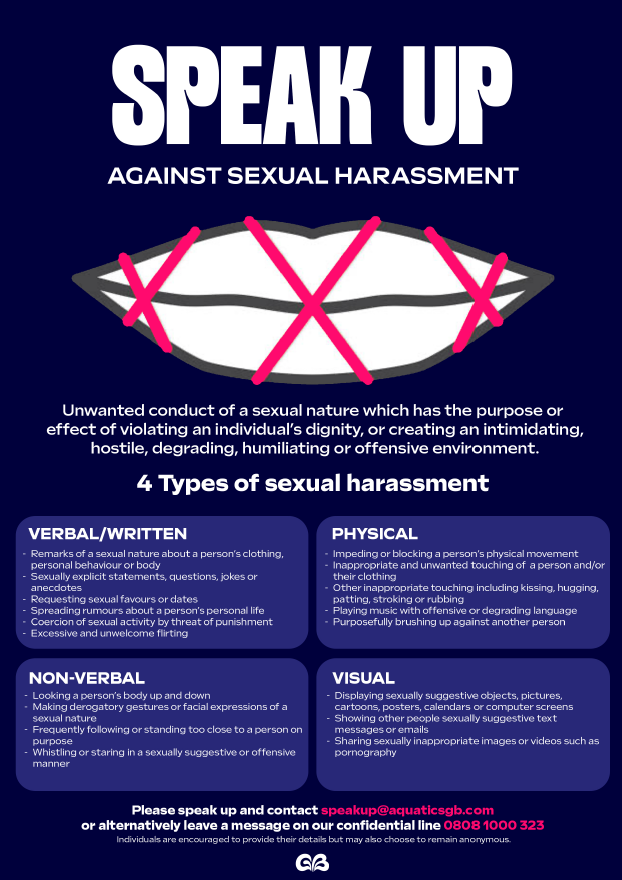 SPEAK UP
AGAINST SEXUAL HARASSMENT
Unwanted conduct of a sexual nature which has the purpose or
effect of violating an individual's dignity, or creating an intimidating,
hostile, degrading, humiliating or offensive environment.
4 Types of sexual harassment
VERBAL/WRITTEN
- Remarks of a sexual nature about a person's clothing,
personal behaviour or body
- Sexually explicit statements, questions, jokes or
anecdotes
- Requesting sexual favours or dates
- Spreading rumours about a person's personal life
- Coercion of sexual activity by threat of punishment
- Excessive and unwelcome flirting
PHYSICAL
- Impeding or blocking a person's physical movement
- Inappropriate and unwanted touching of a person and/or
their clothing
- Other inappropriate touching including kissing, hugging,
patting, stroking or rubbing
- Playing music with offensive or degrading language
- Purposefully brushing up against another person
NON-VERBAL
- Looking a person's body up and down
- Making derogatory gestures or facial expressions of a
sexual nature
- Frequently following or standing too close to a person on
purpose
- Whistling or staring in a sexually suggestive or offensive
manner
VISUAL
- Displaying sexually suggestive objects, pictures,
cartoons, posters, calendars or computer screens
- Showing other people sexually suggestive text
messages or emails
- Sharing sexually inappropriate images or videos such as
pornography
Please speak up and contact speakup@aquaticsgb.com
or alternatively leave a message on our confidential line 0808 1000 323
Individuals are encouraged to provide their details but may also choose to remain anonymous.
GB